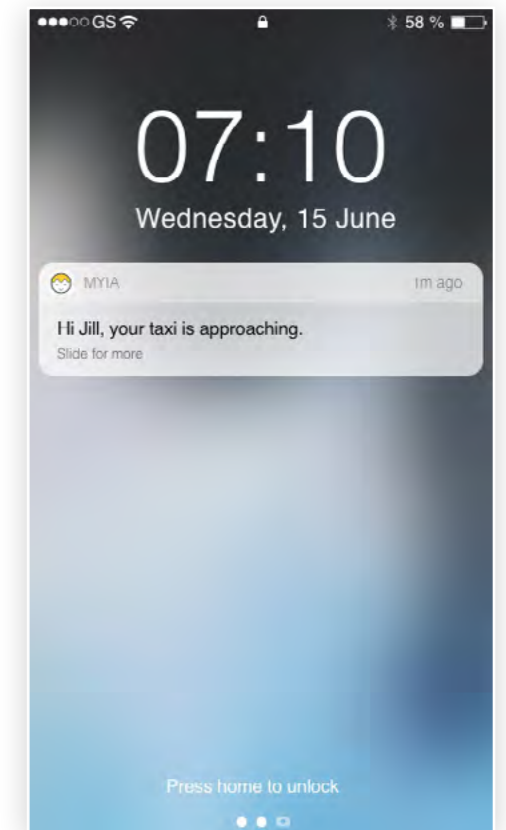 GS 58 %
07:10
Wednesday, 15 June
MYIA 1m ago
Hi Jill, your taxi is approaching.
Slide for more
Press home to unlock